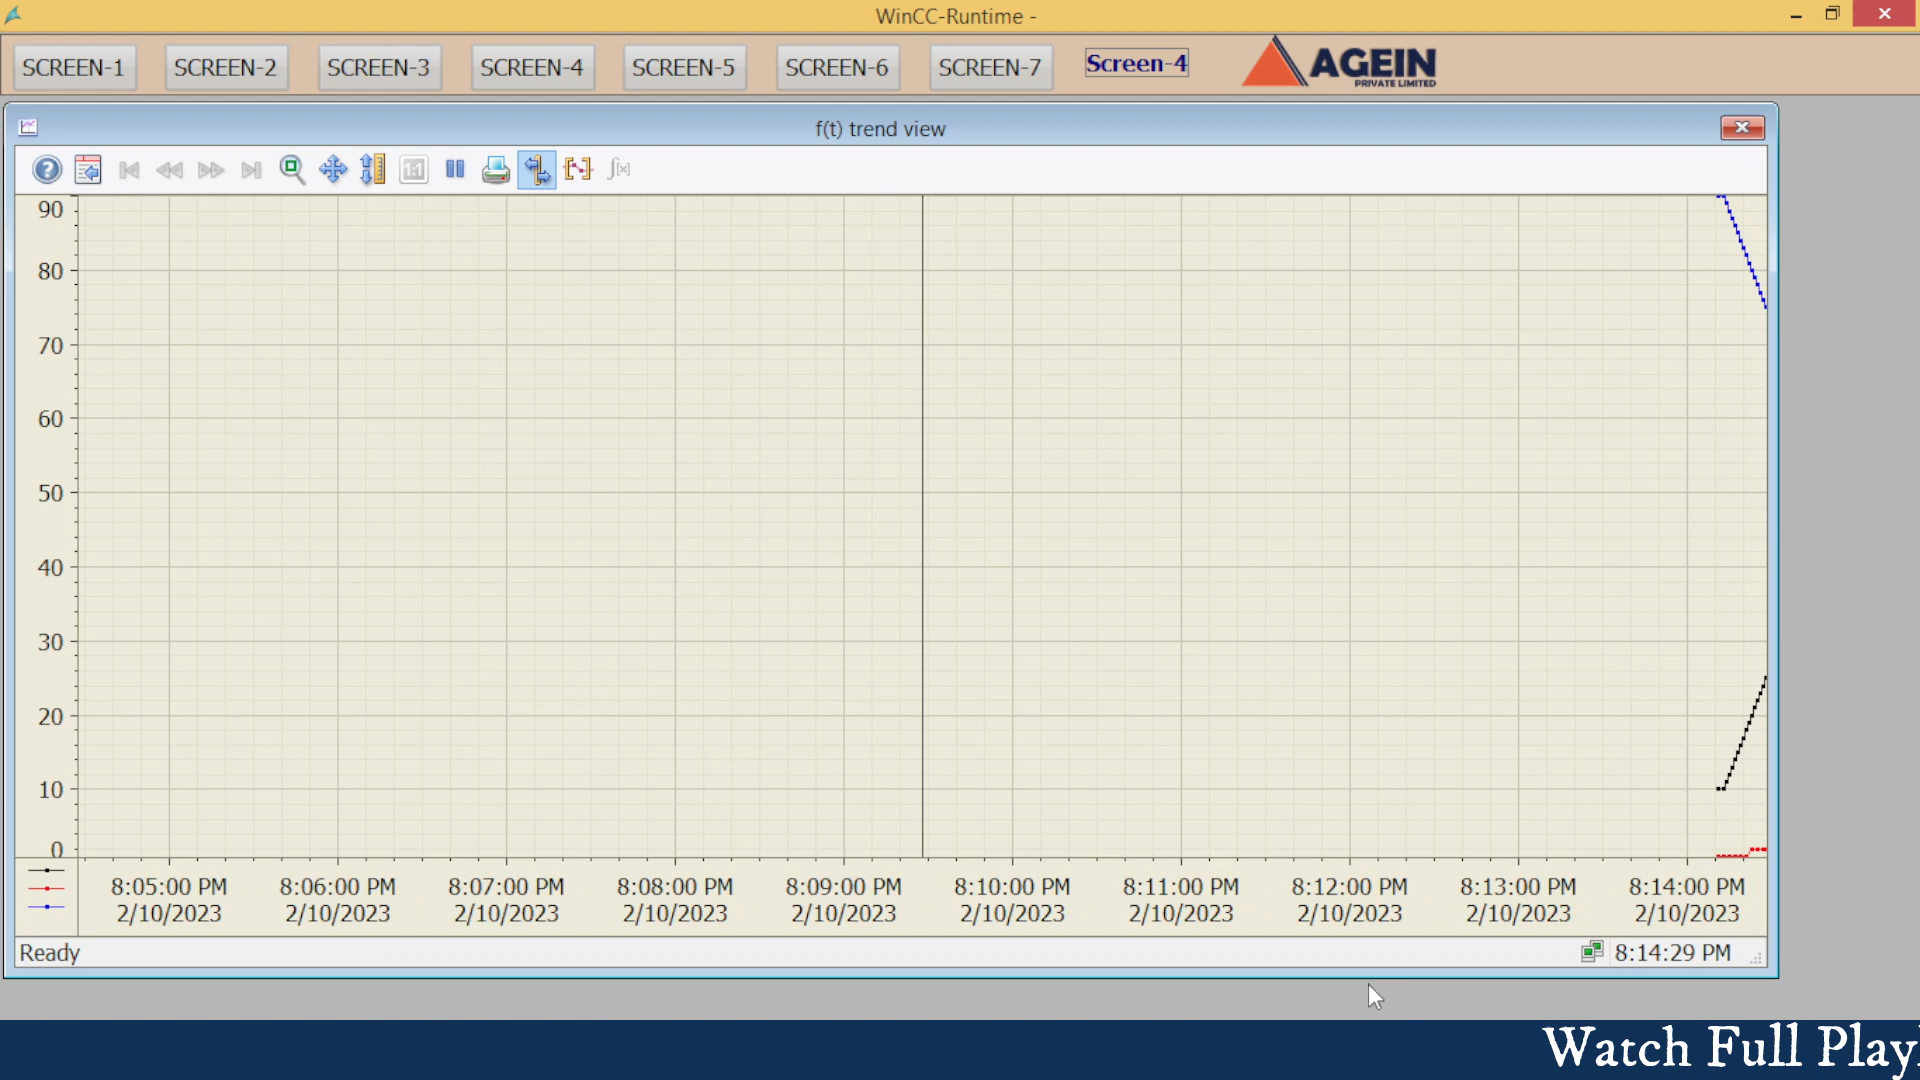 WinCC-Runtime -
SCREEN-1 SCREEN-2 SCREEN-3 SCREEN-4 SCREEN-5 SCREEN-6 SCREEN-7 Screen-4 AGEIN
PRIVATE LIMITED
f(t) trend view
1:1 ∫(x)
90
80
70
60
50
40
30
20
10
0
8:05:00 PM 8:06:00 PM 8:07:00 PM 8:08:00 PM 8:09:00 PM 8:10:00 PM 8:11:00 PM 8:12:00 PM 8:13:00 PM 8:14:00 PM
2/10/2023 2/10/2023 2/10/2023 2/10/2023 2/10/2023 2/10/2023 2/10/2023 2/10/2023 2/10/2023 2/10/2023
Ready 8:14:29 PM
Watch Full Play